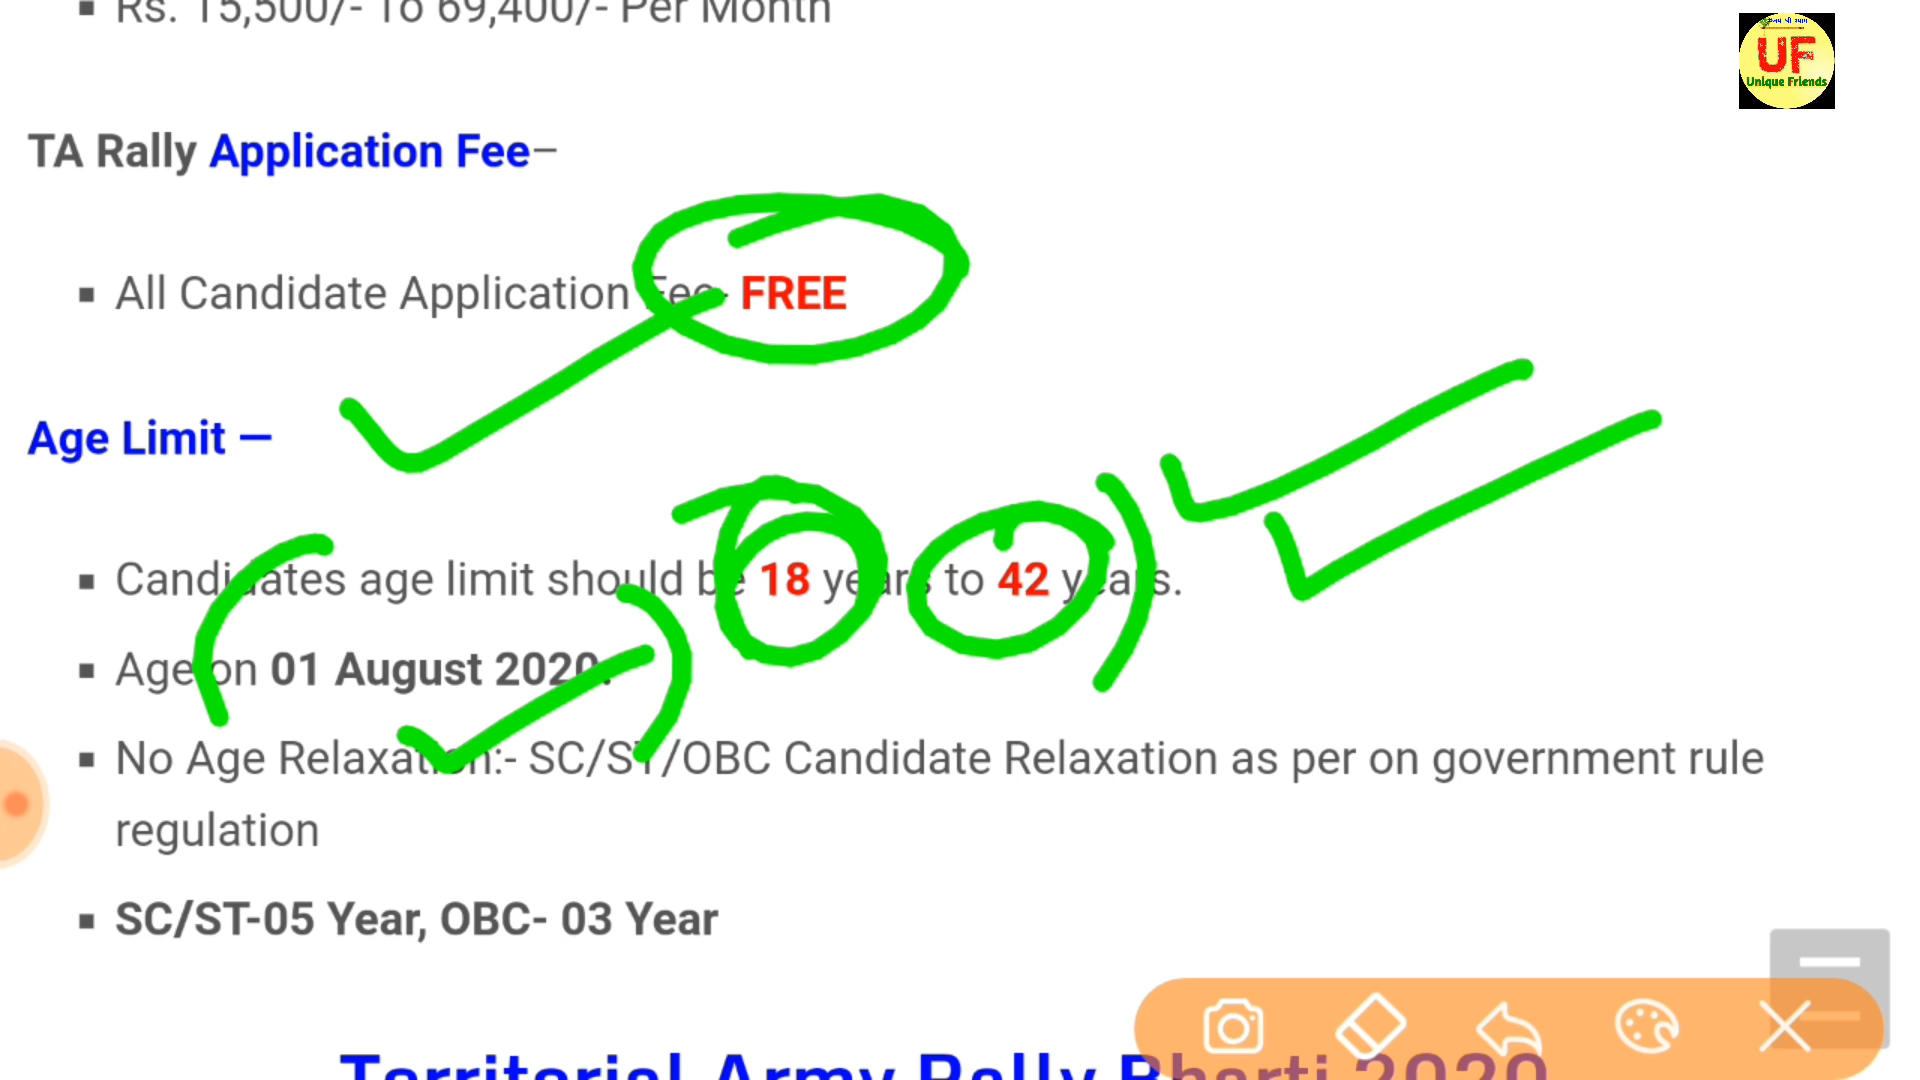 Rs. 15,500/- To 69,400/- Per Month
UF
Unique Friends
TA Rally Application Fee–
All Candidate Application Fee- FREE
Age Limit —
Candidates age limit should be 18 years to 42 years.
Age on 01 August 2020.
No Age Relaxation:- SC/ST/OBC Candidate Relaxation as per on government rule
regulation
SC/ST-05 Year, OBC- 03 Year
Territorial Army Rally Bharti 2020